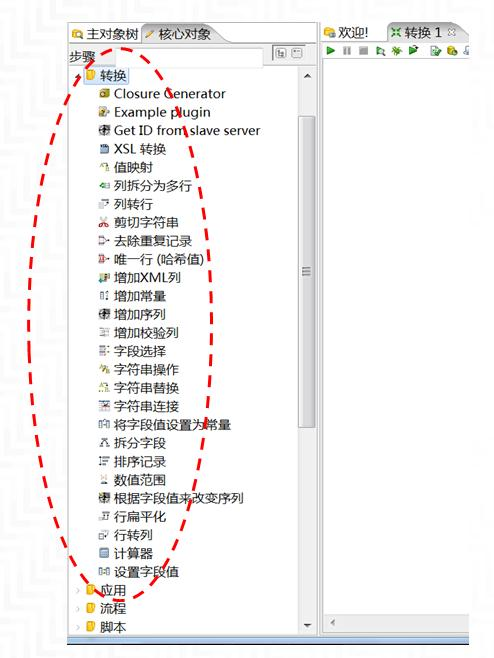 主对象树 核心对象
欢迎! 转换 1
步骤
转换
Closure Generator
Example plugin
Get ID from slave server
XSL 转换
值映射
列拆分为多行
列转行
剪切字符串
去除重复记录
唯一行 (哈希值)
增加XML列
增加常量
增加序列
增加校验列
字段选择
字符串操作
字符串替换
字符串连接
将字段值设置为常量
拆分字段
排序记录
数值范围
根据字段值来改变序列
行扁平化
行转列
计算器
设置字段值
应用
流程
脚本